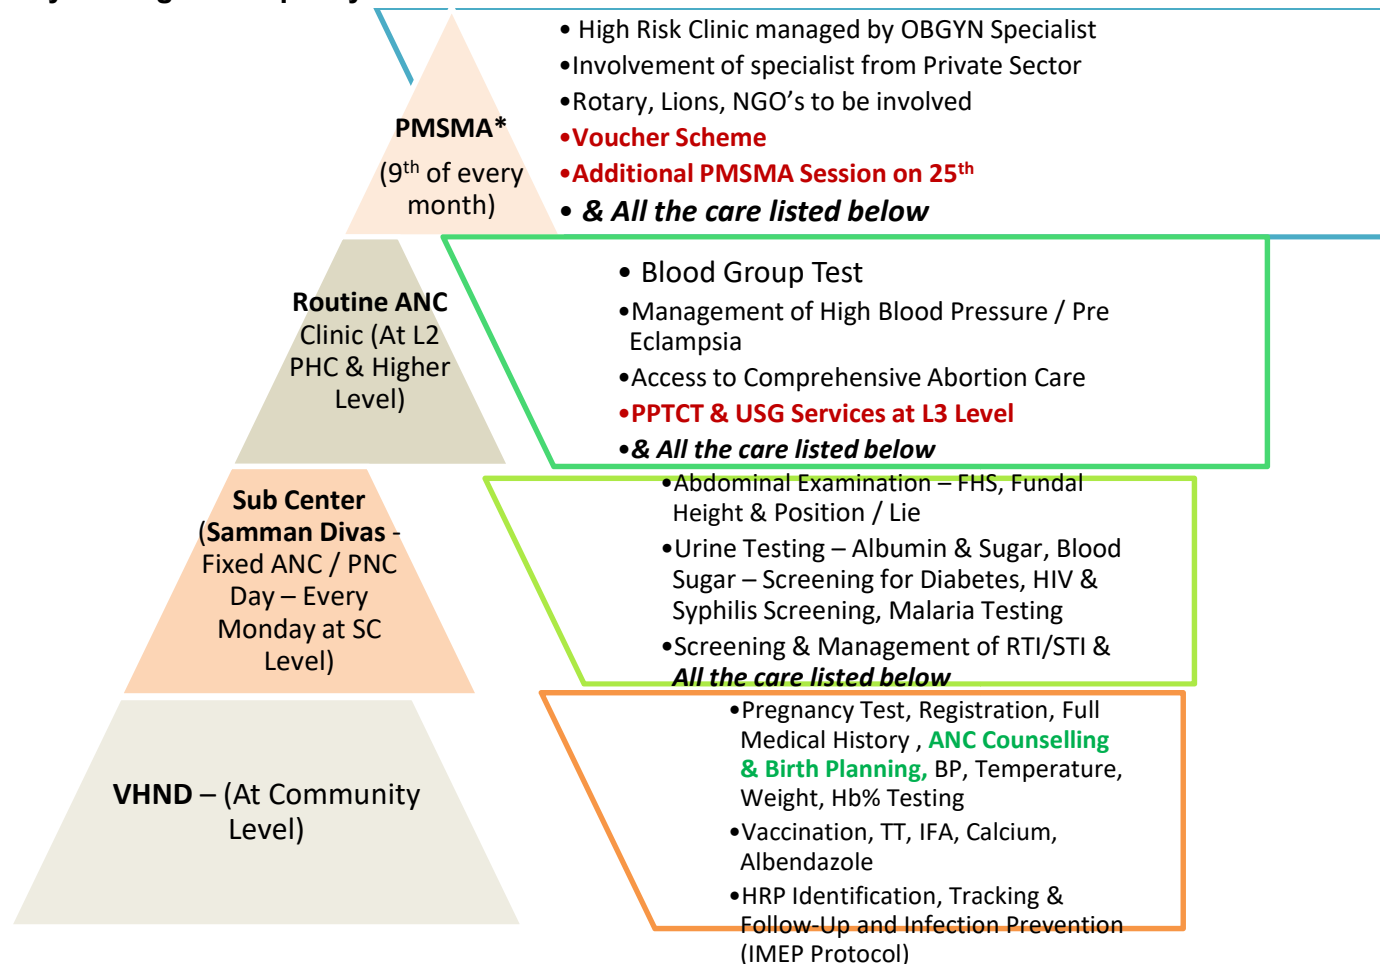 PMSMA*
(9th of every
month)
• High Risk Clinic managed by OBGYN Specialist
•Involvement of specialist from Private Sector
•Rotary, Lions, NGO’s to be involved
•Voucher Scheme
•Additional PMSMA Session on 25th
• & All the care listed below
Routine ANC
Clinic (At L2
PHC & Higher
Level)
• Blood Group Test
•Management of High Blood Pressure / Pre
Eclampsia
•Access to Comprehensive Abortion Care
•PPTCT & USG Services at L3 Level
•& All the care listed below
Sub Center
(Samman Divas -
Fixed ANC / PNC
Day – Every
Monday at SC
Level)
•Abdominal Examination – FHS, Fundal
Height & Position / Lie
•Urine Testing – Albumin & Sugar, Blood
Sugar – Screening for Diabetes, HIV &
Syphilis Screening, Malaria Testing
•Screening & Management of RTI/STI &
All the care listed below
VHND – (At Community
Level)
•Pregnancy Test, Registration, Full
Medical History , ANC Counselling
& Birth Planning, BP, Temperature,
Weight, Hb% Testing
•Vaccination, TT, IFA, Calcium,
Albendazole
•HRP Identification, Tracking &
Follow-Up and Infection Prevention
(IMEP Protocol)